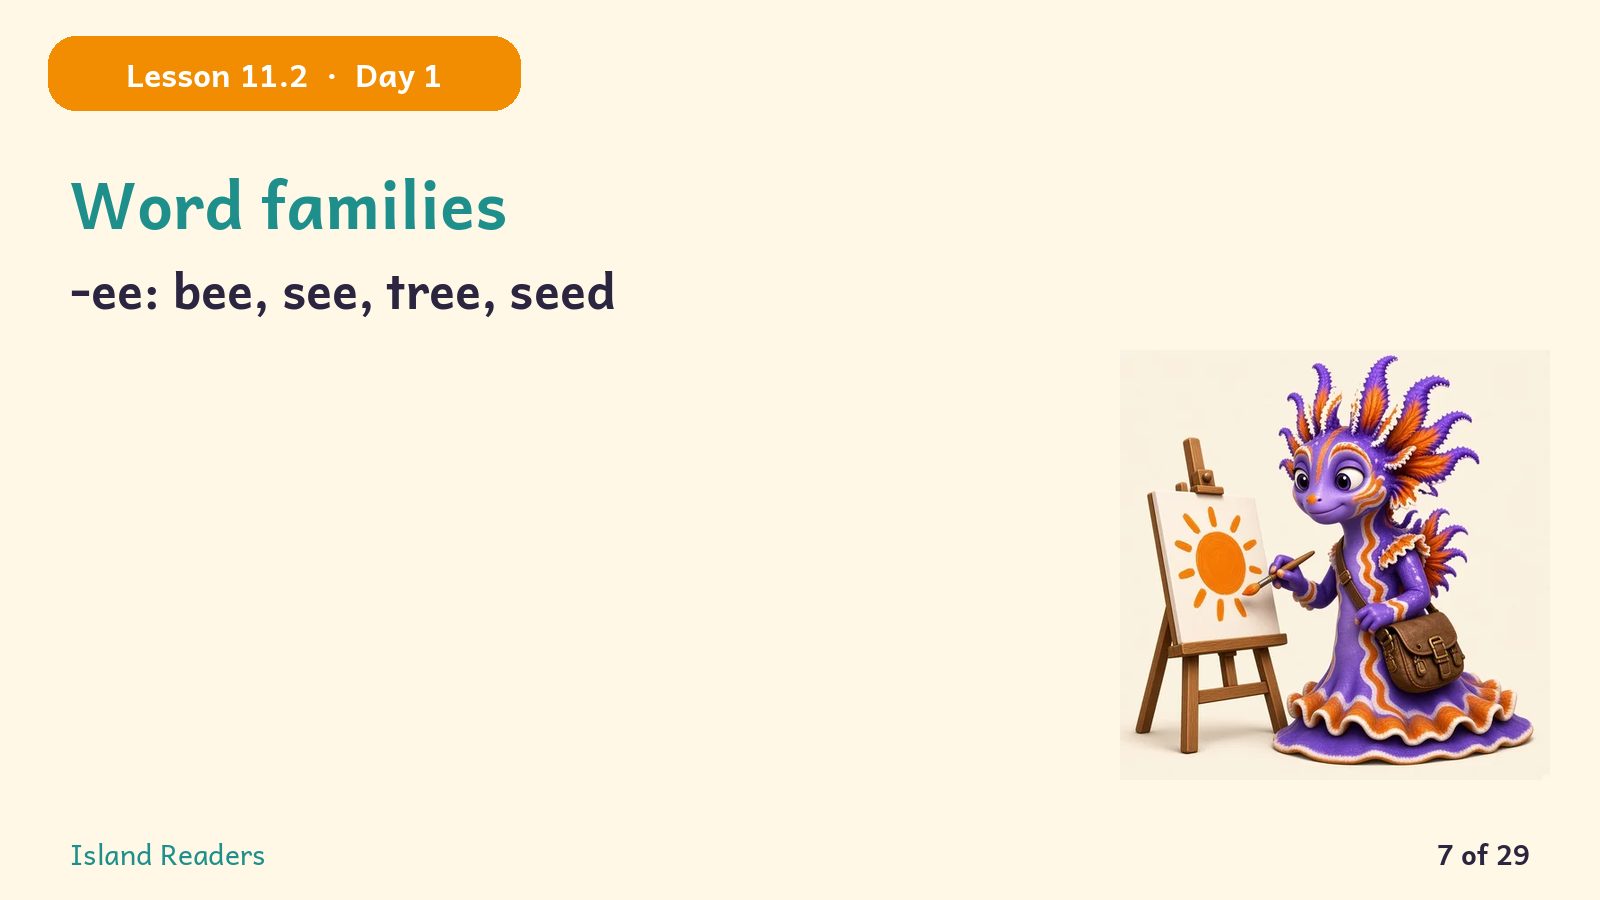 Lesson 11.2 · Day 1
Word families
-ee: bee, see, tree, seed
Island Readers
7 of 29